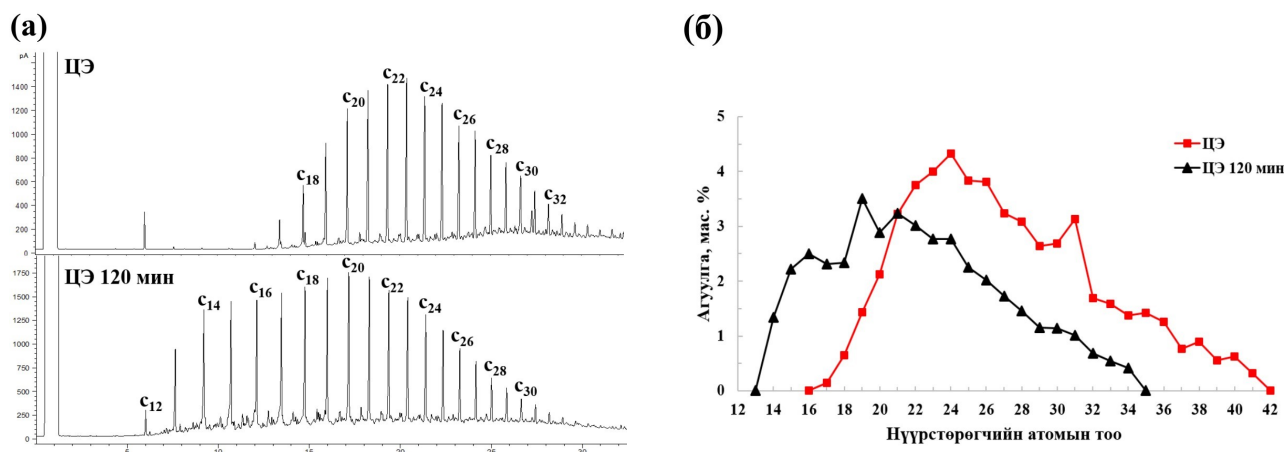 (а)
pA
ЦЭ
1400
1200
1000
800
600
400
200
0
c18
c20
c22
c24
c26
c28
c30
c32
ЦЭ 120 мин
1750
1500
1250
1000
750
500
250
0
c12
c14
c16
c18
c20
c22
c24
c26
c28
c30
5 10 15 20 25 30
(б)
Агуулга, мас. %
5
4
3
2
1
0
ЦЭ
ЦЭ 120 мин
12 14 16 18 20 22 24 26 28 30 32 34 36 38 40 42
Нүүрстөрөгчийн атомын тоо